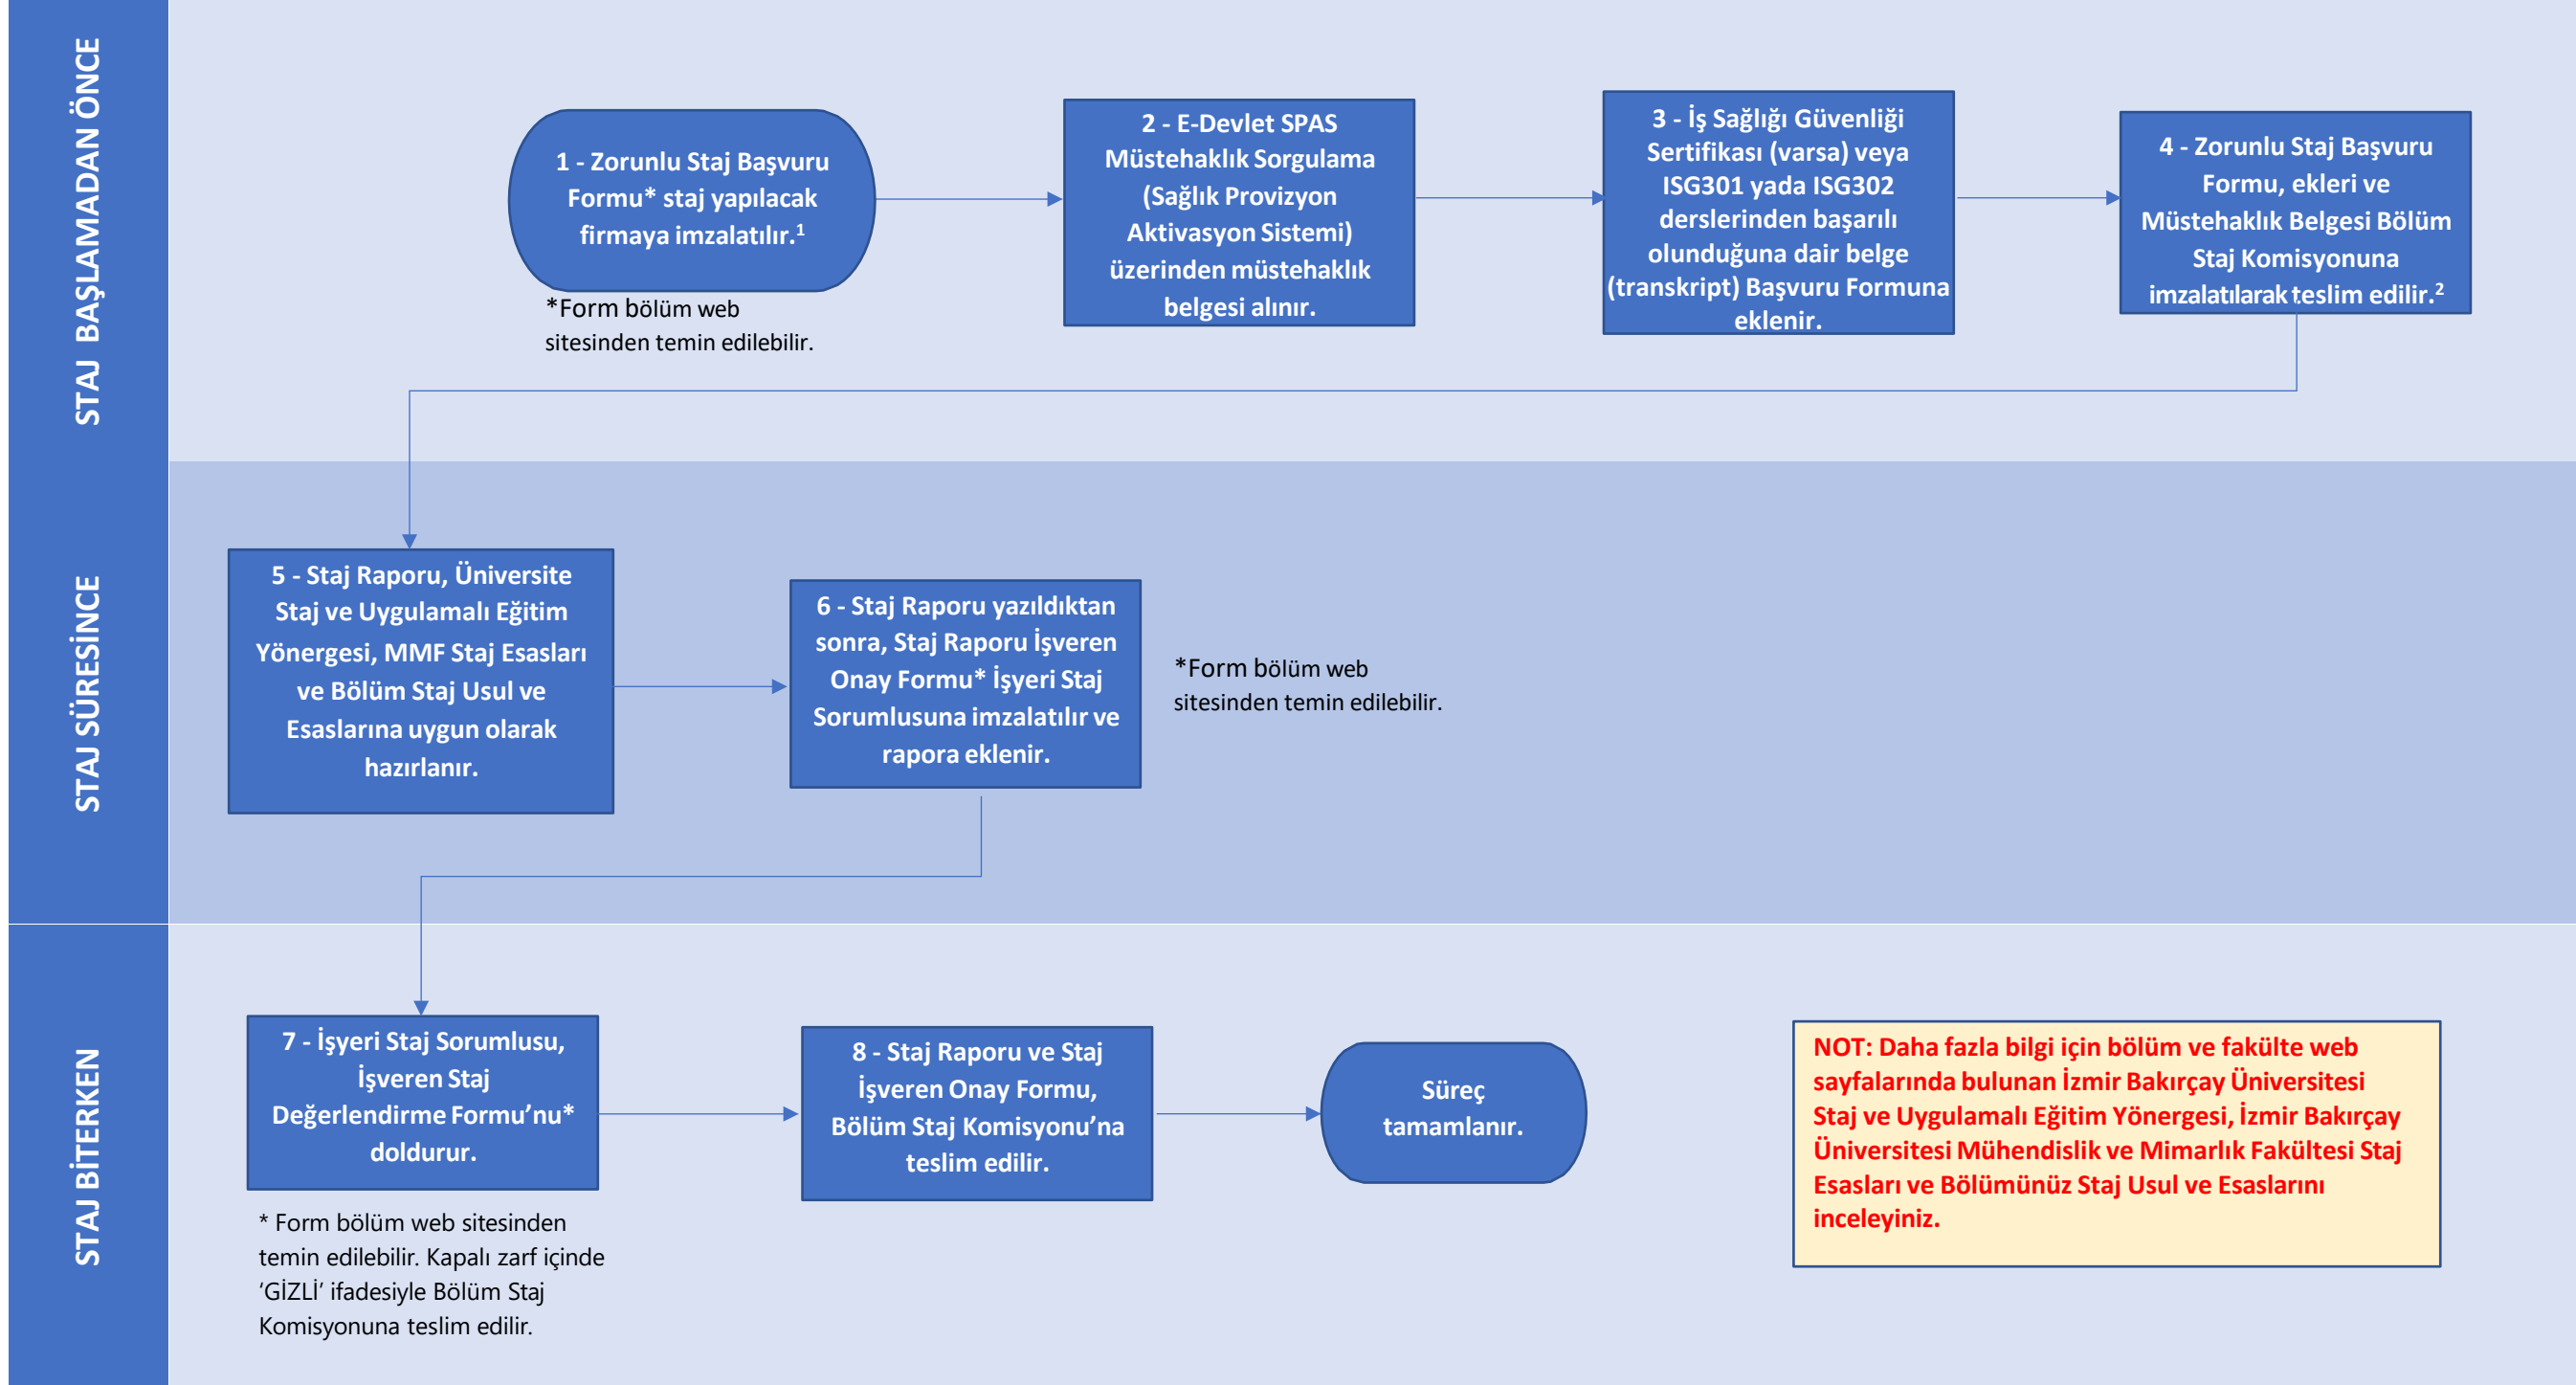 STAJ BAŞLAMADAN ÖNCE
1 - Zorunlu Staj Başvuru
Formu* staj yapılacak
firmaya imzalatılır.¹
*Form bölüm web
sitesinden temin edilebilir.
2 - E-Devlet SPAS
Müstehaklık Sorgulama
(Sağlık Provizyon
Aktivasyon Sistemi)
üzerinden müstehaklık
belgesi alınır.
3 - İş Sağlığı Güvenliği
Sertifikası (varsa) veya
ISG301 yada ISG302
derslerinden başarılı
olunduğuna dair belge
(transkript) Başvuru Formuna
eklenir.
4 - Zorunlu Staj Başvuru
Formu, ekleri ve
Müstehaklık Belgesi Bölüm
Staj Komisyonuna
imzalatılarak teslim edilir.²
STAJ SÜRESİNCE
5 - Staj Raporu, Üniversite
Staj ve Uygulamalı Eğitim
Yönergesi, MMF Staj Esasları
ve Bölüm Staj Usul ve
Esaslarına uygun olarak
hazırlanır.
6 - Staj Raporu yazıldıktan
sonra, Staj Raporu İşveren
Onay Formu* İşyeri Staj
Sorumlusuna imzalatılır ve
rapora eklenir.
*Form bölüm web
sitesinden temin edilebilir.
STAJ BİTERKEN
7 - İşyeri Staj Sorumlusu,
İşveren Staj
Değerlendirme Formu’nu*
doldurur.
* Form bölüm web sitesinden
temin edilebilir. Kapalı zarf içinde
‘GİZLİ’ ifadesiyle Bölüm Staj
Komisyonuna teslim edilir.
8 - Staj Raporu ve Staj
İşveren Onay Formu,
Bölüm Staj Komisyonu’na
teslim edilir.
Süreç
tamamlanır.
NOT: Daha fazla bilgi için bölüm ve fakülte web
sayfalarında bulunan İzmir Bakırçay Üniversitesi
Staj ve Uygulamalı Eğitim Yönergesi, İzmir Bakırçay
Üniversitesi Mühendislik ve Mimarlık Fakültesi Staj
Esasları ve Bölümünüz Staj Usul ve Esaslarını
inceleyiniz.